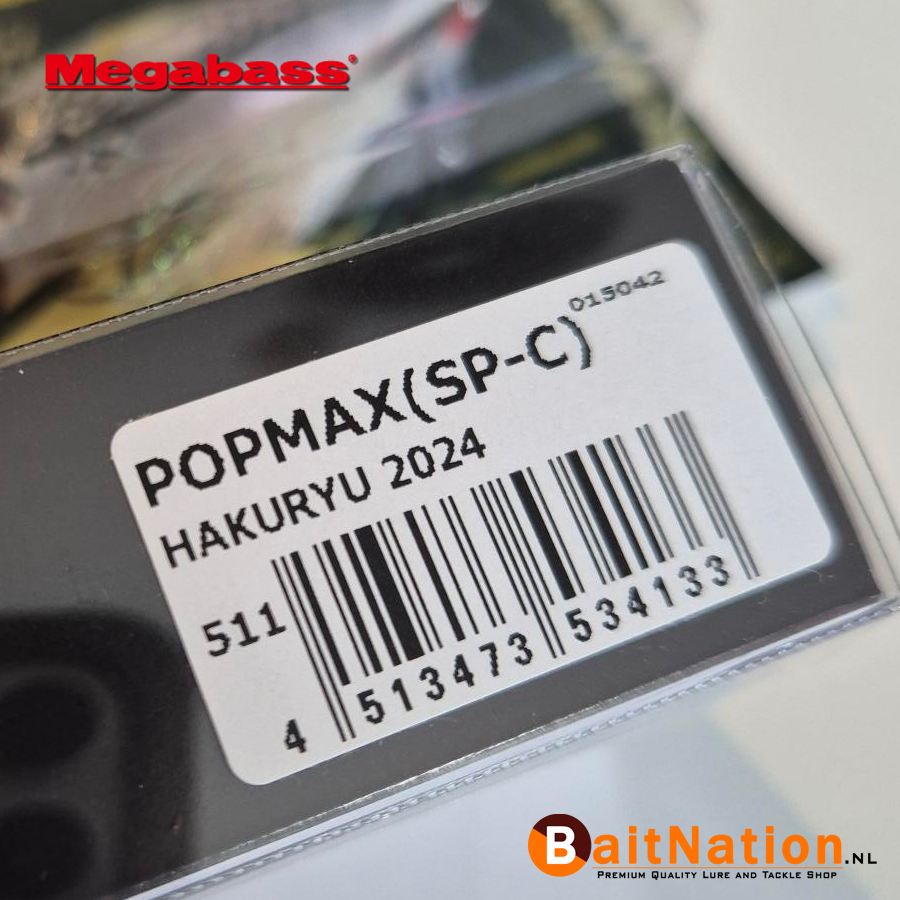 Megabass®
015042
POPMAX(SP-C)
HAKURYU 2024
511
4 513473 534133
BaitNation.NL
Premium Quality Lure and Tackle Shop